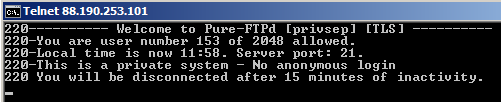 Telnet 88.190.253.101
220---------- Welcome to Pure-FTPd [privsep] [TLS] ----------
220-You are user number 153 of 2048 allowed.
220-Local time is now 11:58. Server port: 21.
220-This is a private system - No anonymous login
220 You will be disconnected after 15 minutes of inactivity.